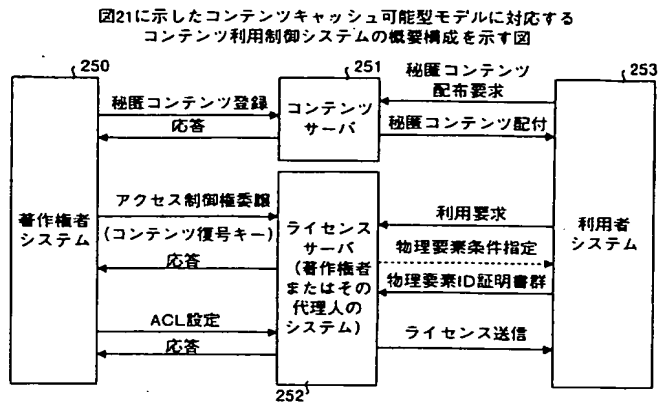 図21に示したコンテンツキャッシュ可能型モデルに対応する
コンテンツ利用制御システムの概要構成を示す図
250
251
253
秘匿コンテンツ
配布要求
秘匿コンテンツ登録
応答
コンテンツ
サーバ
秘匿コンテンツ配付
著作権者
システム
アクセス制御権委譲
(コンテンツ復号キー)
応答
ACL設定
応答
ライセンス
サーバ
(著作権者
またはその
代理人の
システム)
252
利用要求
物理要素条件指定
物理要素ID証明書群
ライセンス送信
利用者
システム